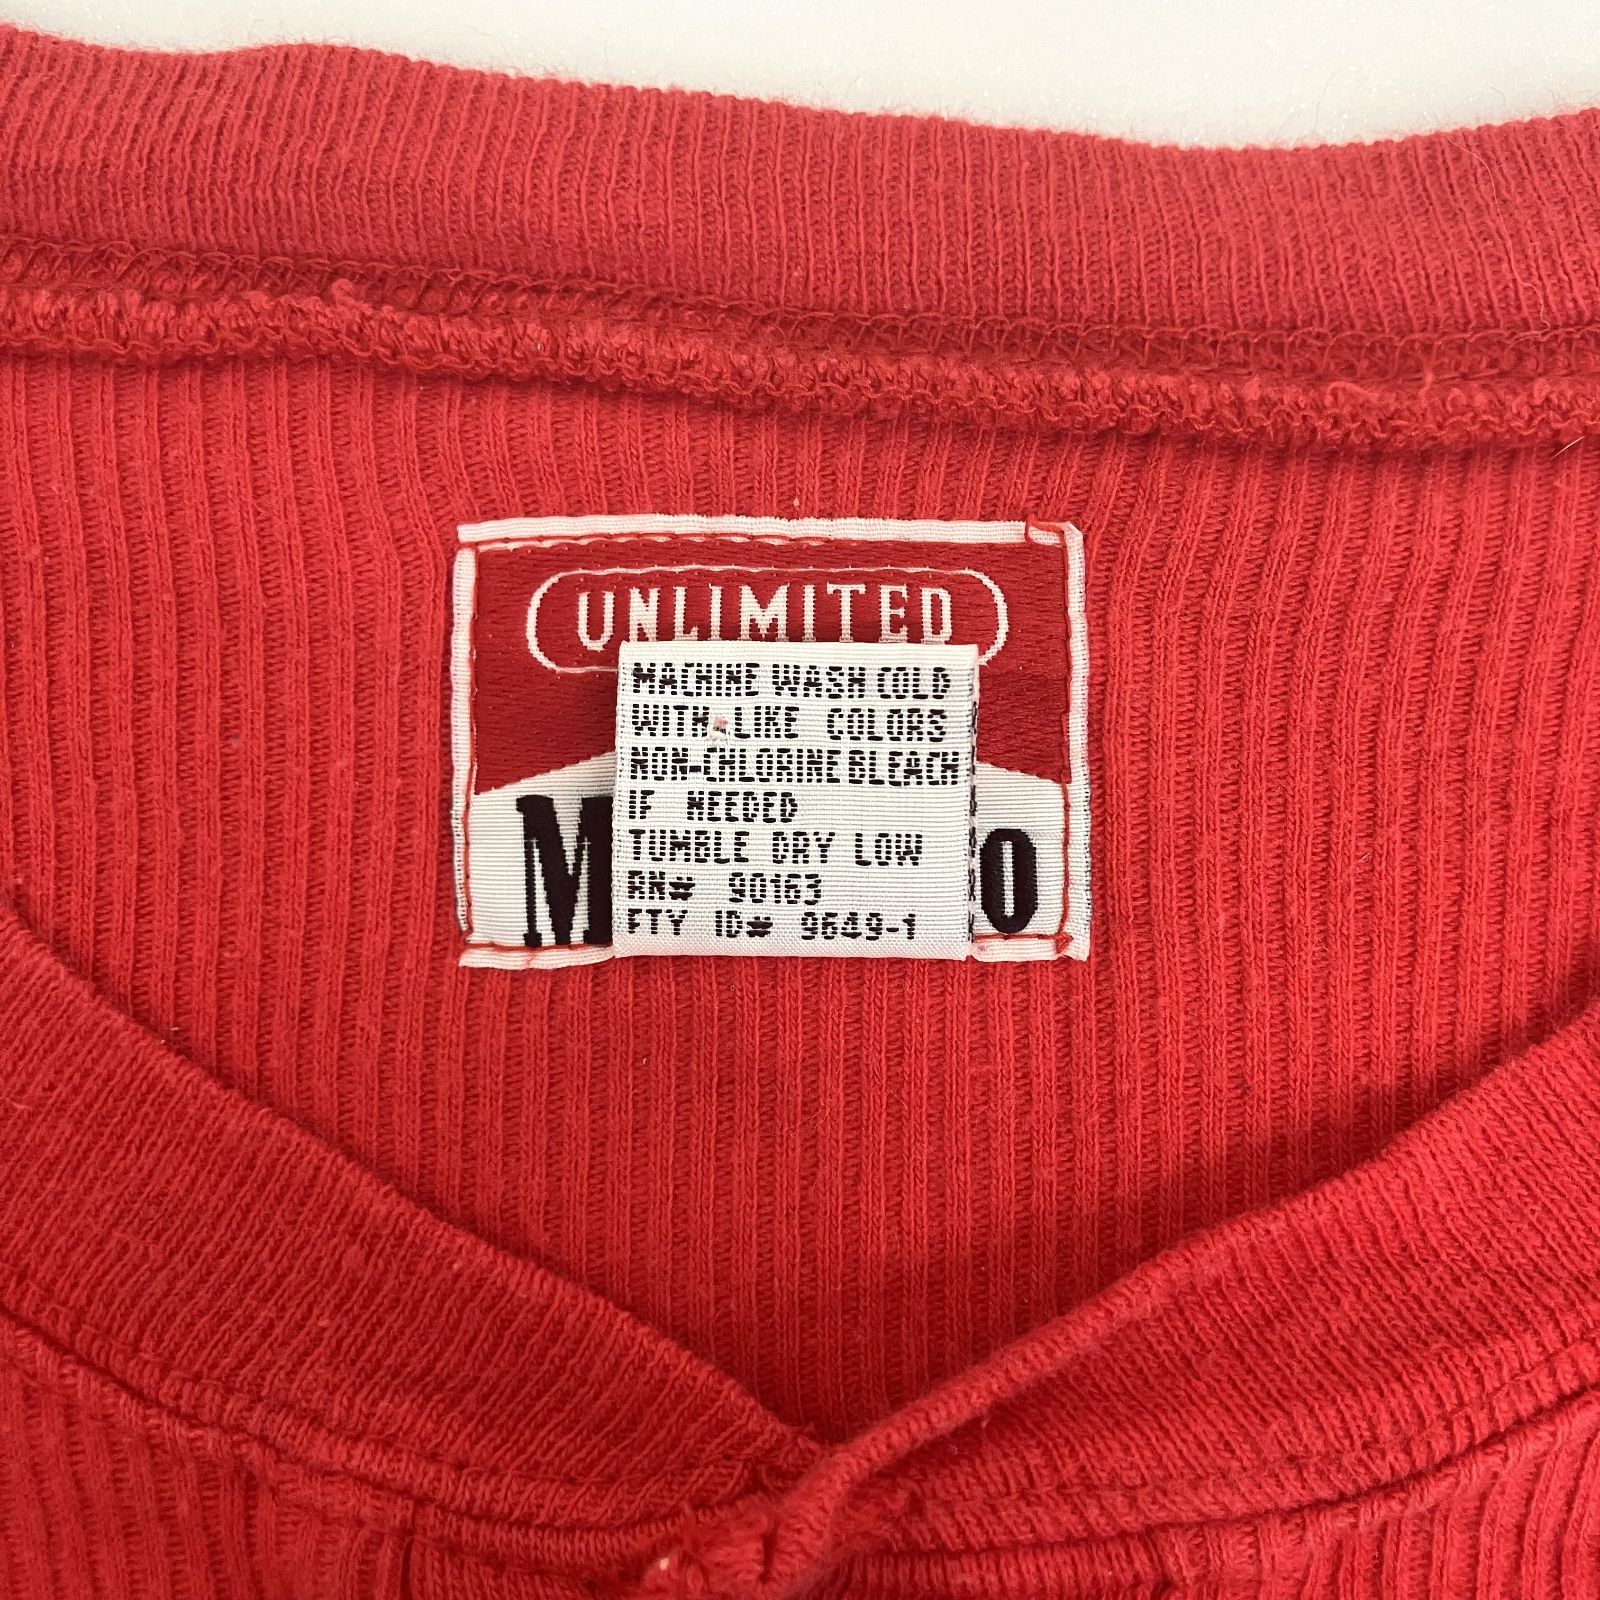 UNLIMITED
MACHINE WASH COLD
WITH LIKE COLORS
NON-CHLORINE BLEACH
IF NEEDED
TUMBLE DRY LOW
RN# 90163
FTY ID# 9649-1